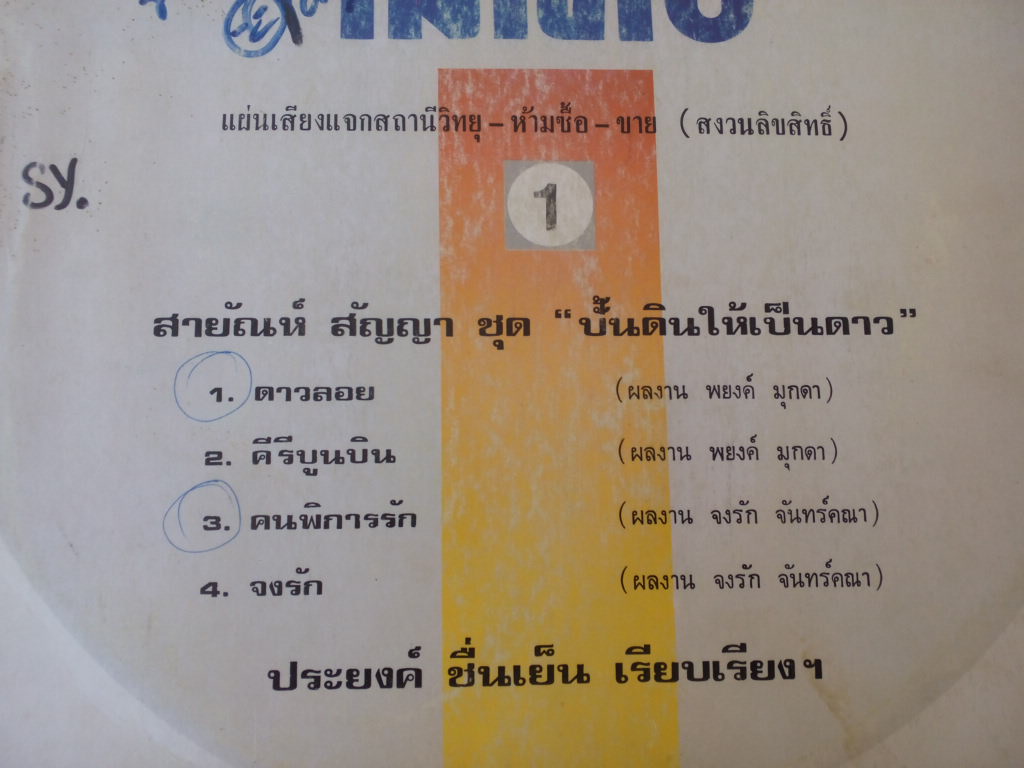 แผ่นเสียงแจกสถานีวิทยุ – ห้ามซื้อ – ขาย (สงวนลิขสิทธิ์)
SY.
1
สายัณห์ สัญญา ชุด “ปั้นดินให้เป็นดาว”
1. ดาวลอย (ผลงาน พยงค์ มุกดา)
2. คีรีบูนบิน (ผลงาน พยงค์ มุกดา)
3. คนพิการรัก (ผลงาน จงรัก จันทร์คณา)
4. จงรัก (ผลงาน จงรัก จันทร์คณา)
ประยงค์ ชื่นเย็น เรียบเรียงฯ